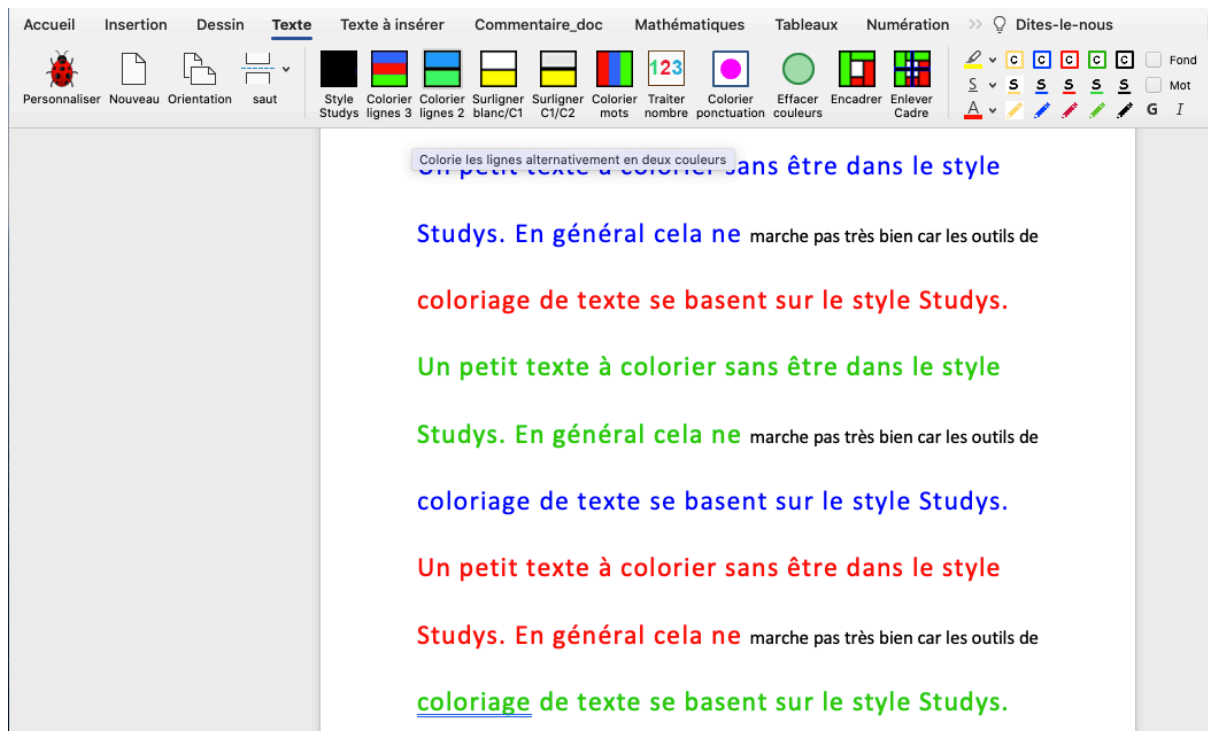 Accueil Insertion Dessin Texte Texte à insérer Commentaire_doc Mathématiques Tableaux Numération >> Dites-le-nous
123 C C C C C Fond
S S S S S S Mot
Personnaliser Nouveau Orientation saut Style Studys Colorier lignes 3 Colorier lignes 2 Surligner blanc/C1 Surligner C1/C2 Colorier mots Traiter nombre Colorier ponctuation Effacer couleurs Encadrer Enlever Cadre A G I
Colorie les lignes alternativement en deux couleurs
Un petit texte à colorier sans être dans le style
Studys. En général cela ne marche pas très bien car les outils de
coloriage de texte se basent sur le style Studys.
Un petit texte à colorier sans être dans le style
Studys. En général cela ne marche pas très bien car les outils de
coloriage de texte se basent sur le style Studys.
Un petit texte à colorier sans être dans le style
Studys. En général cela ne marche pas très bien car les outils de
coloriage de texte se basent sur le style Studys.